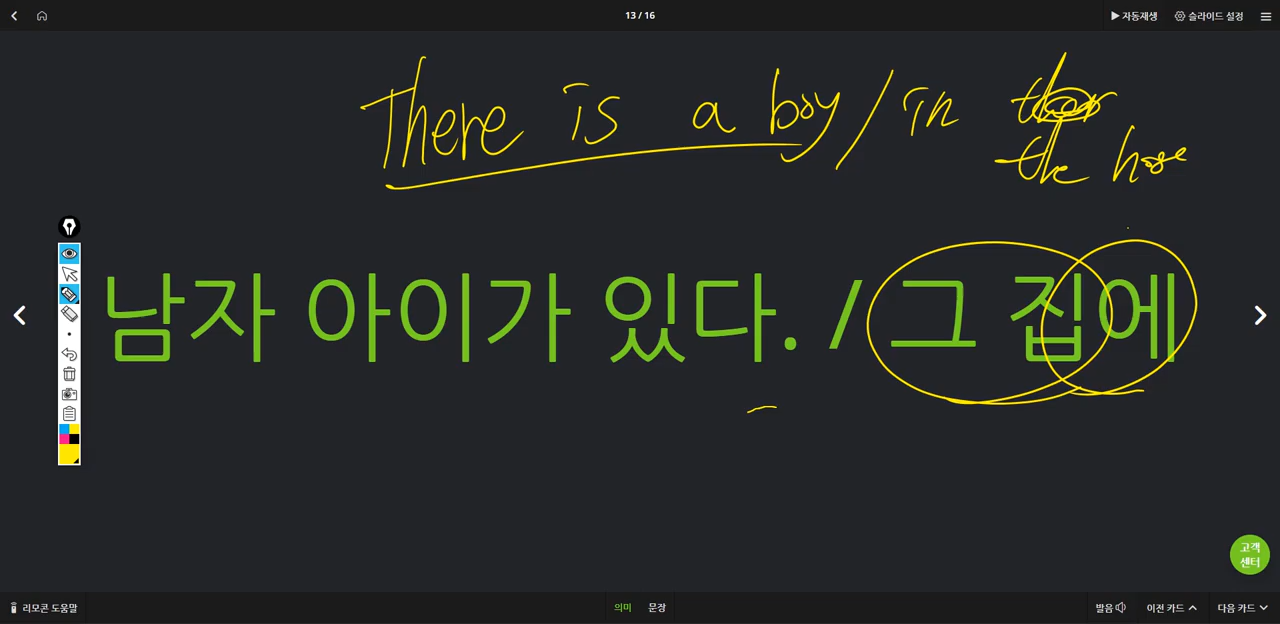 13 / 16
자동재생
슬라이드 설정
There is a boy / in
the hose
남자 아이가 있다. / 그 집에
고객
센터
리모콘 도움말
의미
문장
발음
이전 카드
다음 카드